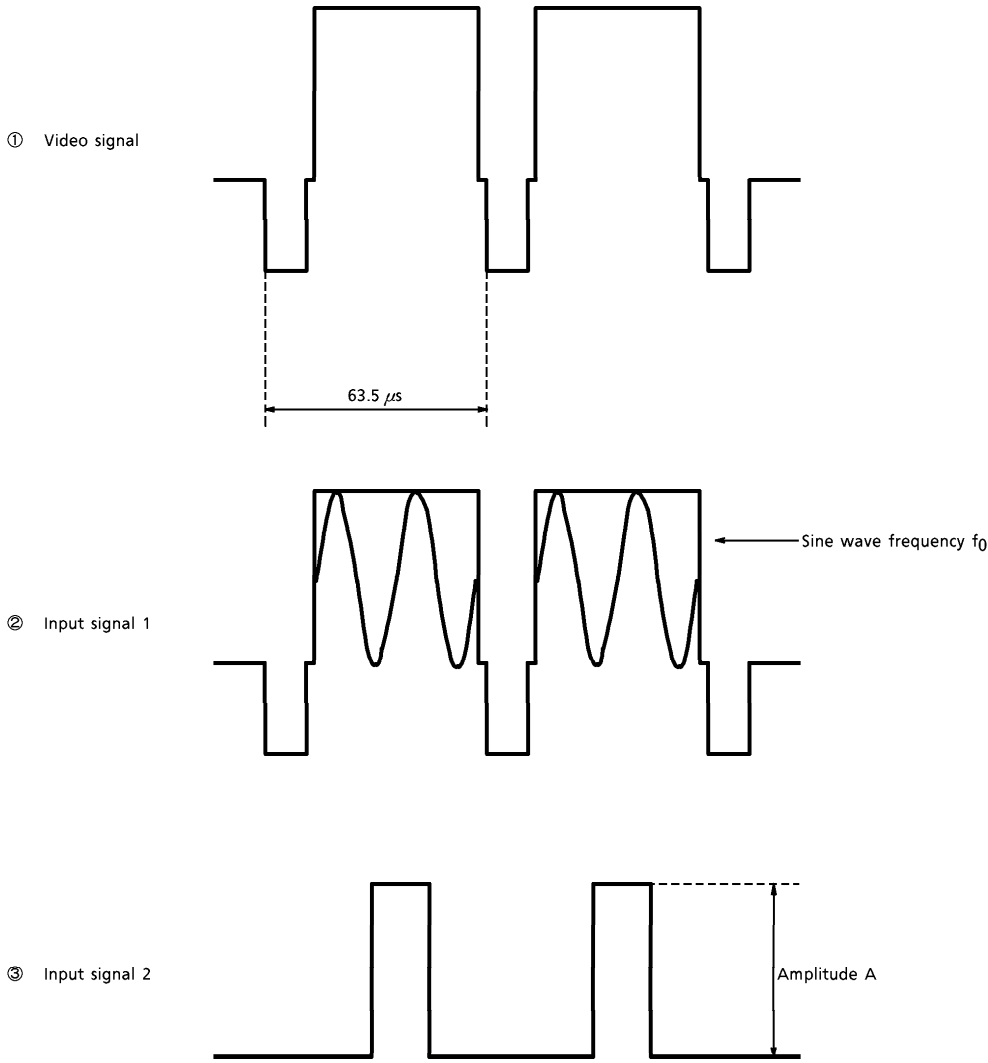 ① Video signal
63.5 μs
Sine wave frequency f0
② Input signal 1
③ Input signal 2
Amplitude A